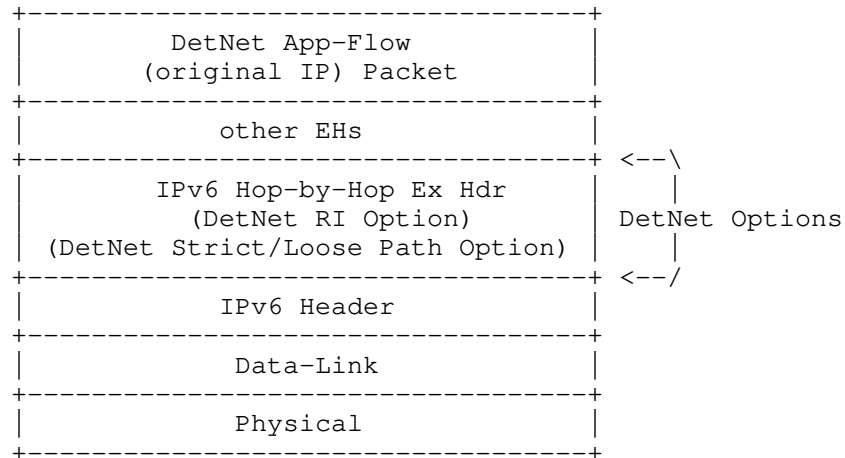 DetNet App-Flow
(original IP) Packet
other EHs
IPv6 Hop-by-Hop Ex Hdr
(DetNet RI Option) DetNet Options
(DetNet Strict/Loose Path Option)
IPv6 Header
Data-Link
Physical